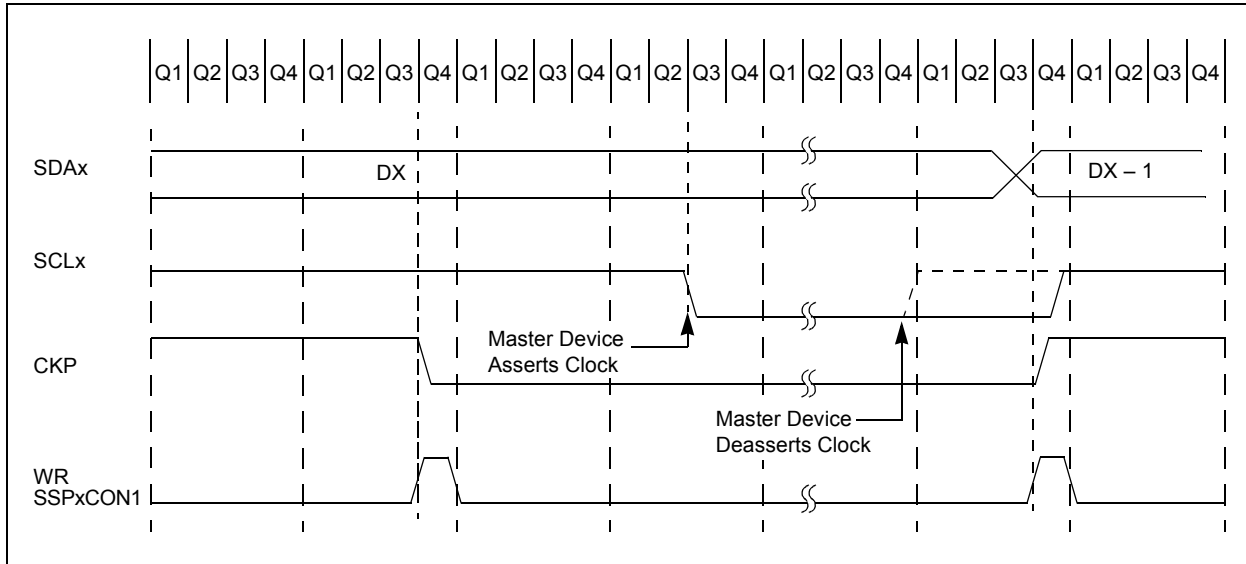 Q1 Q2 Q3 Q4 Q1 Q2 Q3 Q4 Q1 Q2 Q3 Q4 Q1 Q2 Q3 Q4 Q1 Q2 Q3 Q4 Q1 Q2 Q3 Q4 Q1 Q2 Q3 Q4
SDAx
DX
DX – 1
SCLx
Master Device
Asserts Clock
CKP
Master Device
Deasserts Clock
WR
SSPxCON1